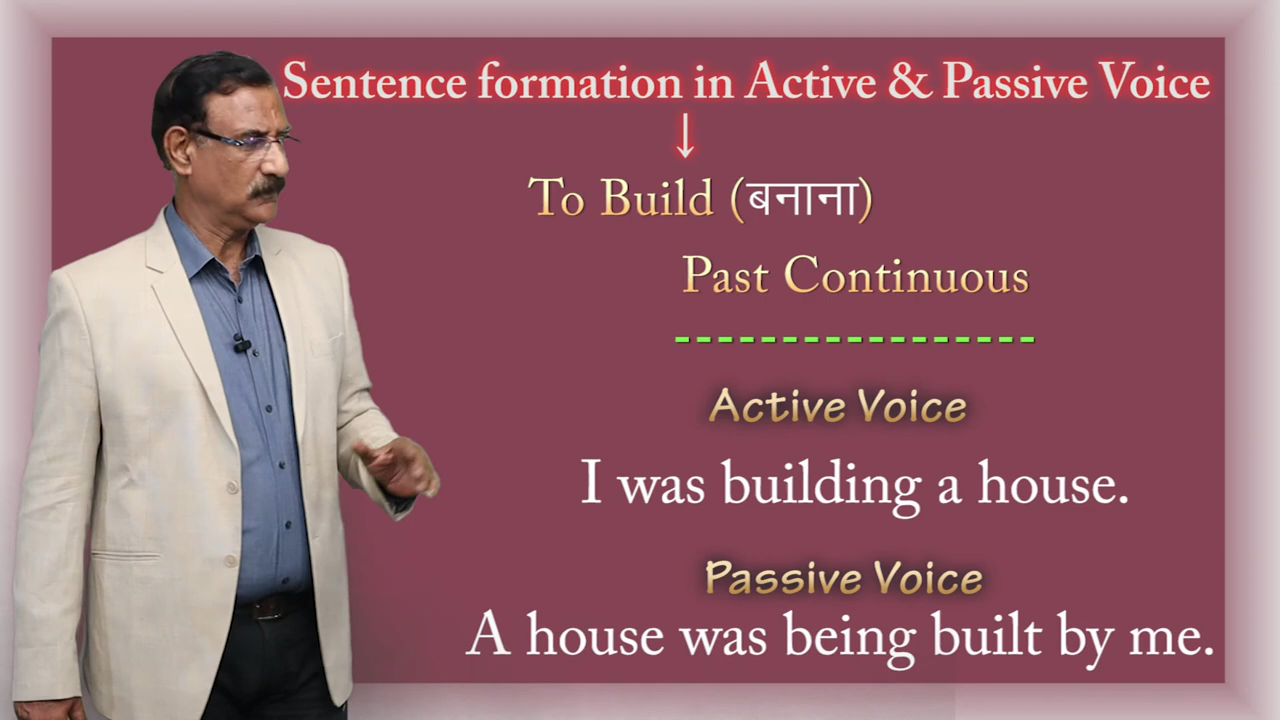 Sentence formation in Active & Passive Voice
↓
To Build (बनाना)
Past Continuous
-----------------
Active Voice
I was building a house.
Passive Voice
A house was being built by me.